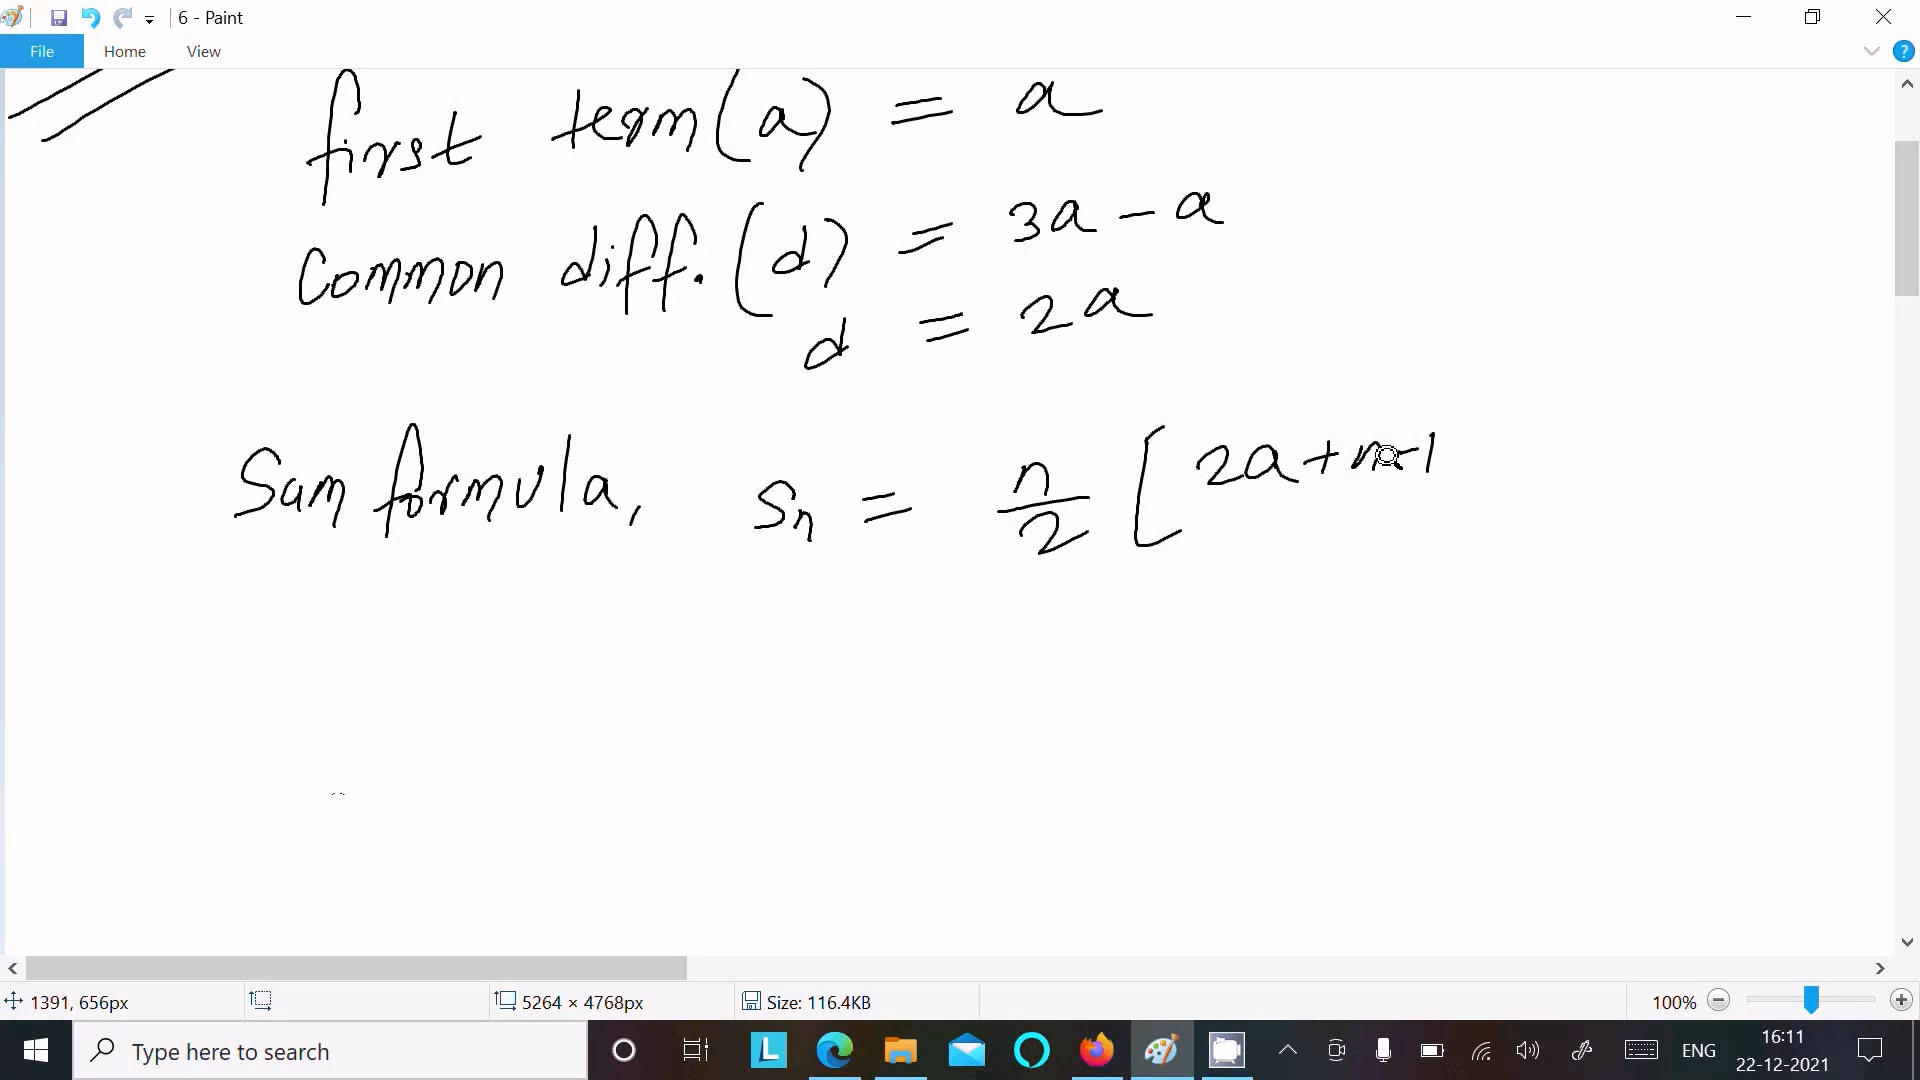 6 - Paint
File Home View
first term(a) = a
Common diff. (d) = 3a - a
d = 2a
Sum formula, Sn = n/2 [2a+n-1
1391, 656px 5264 × 4768px Size: 116.4KB 100%
Type here to search L ENG 16:11
22-12-2021